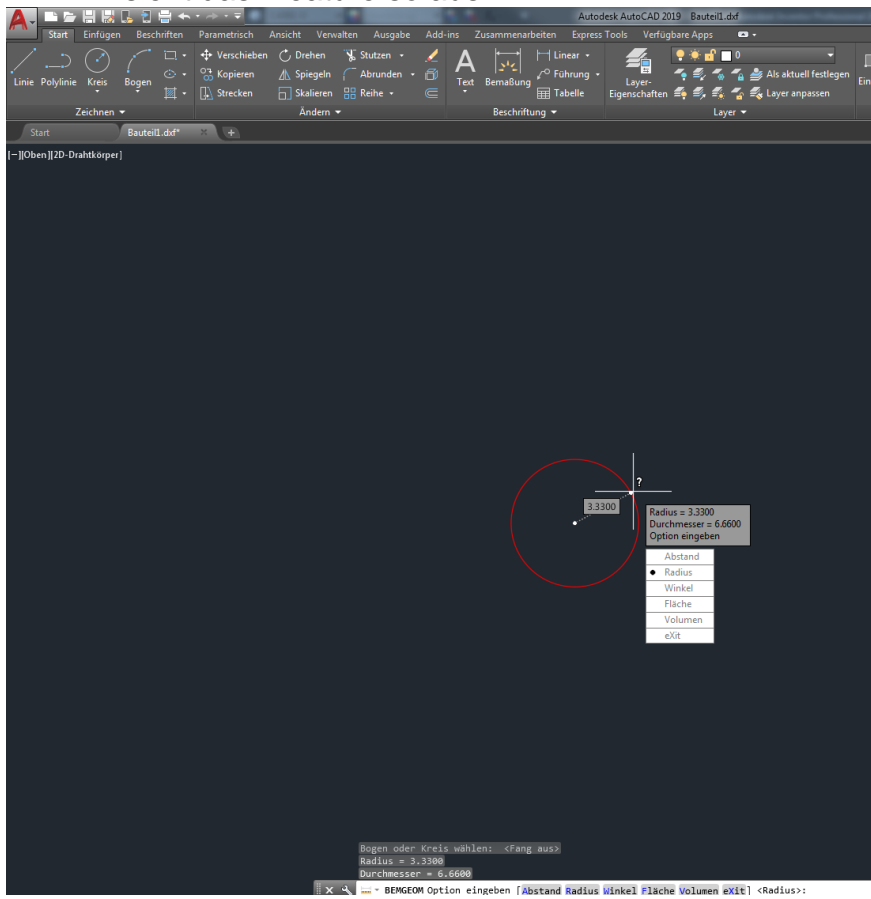 Autodesk AutoCAD 2019 Bauteil1.dxf
Start Einfügen Beschriften Parametrisch Ansicht Verwalten Ausgabe Add-ins Zusammenarbeiten Express Tools Verfügbare Apps
Verschieben Drehen Stutzen Linear 0
Kopieren Spiegeln Abrunden Führung Als aktuell festlegen
Linie Polylinie Kreis Bogen Text Bemaßung Layer-
Strecken Skalieren Reihe Tabelle Eigenschaften Layer anpassen
Zeichnen Ändern Beschriftung Layer
Start Bauteil1.dxf* +
[–][Oben][2D-Drahtkörper]
?
3.3300
Radius = 3.3300
Durchmesser = 6.6600
Option eingeben
Abstand
Radius
Winkel
Fläche
Volumen
eXit
Bogen oder Kreis wählen: <Fang aus>
Radius = 3.3300
Durchmesser = 6.6600
BEMGEOM Option eingeben [Abstand Radius Winkel Fläche Volumen eXit] <Radius>: